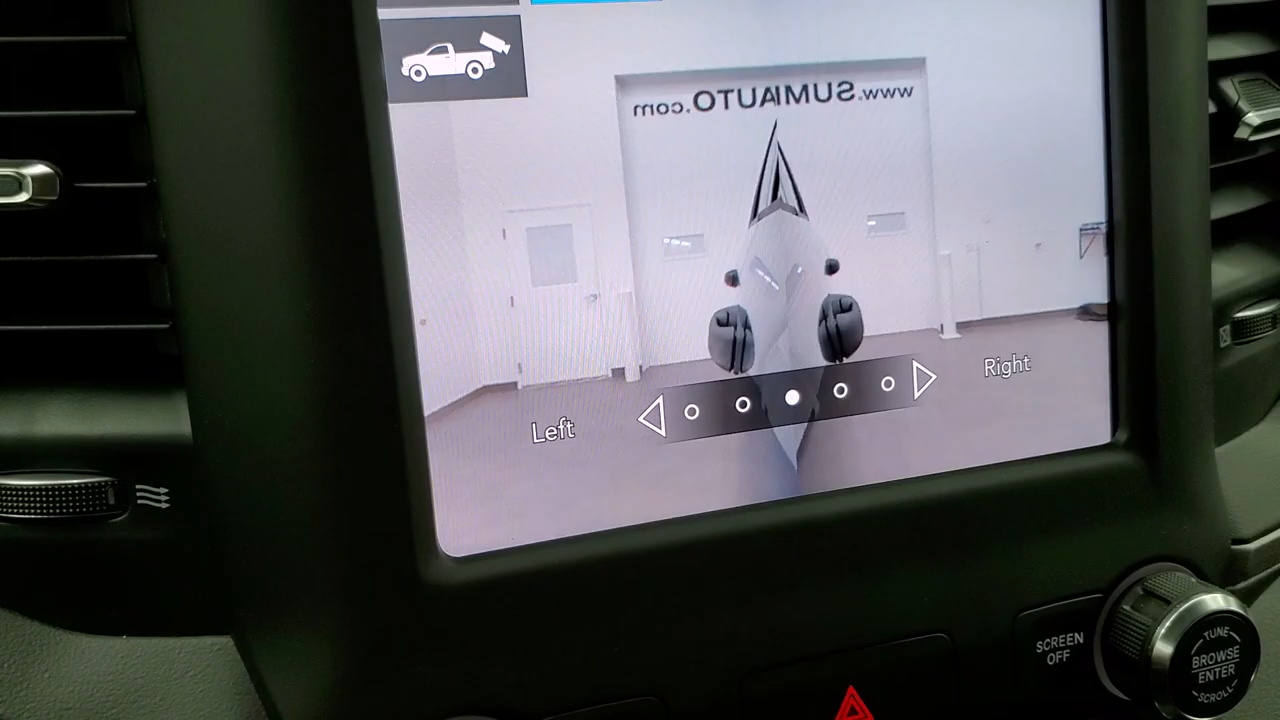 www.SUMIAUTO.com
Left
Right
SCREEN
OFF
TUNE
BROWSE
ENTER
SCROLL